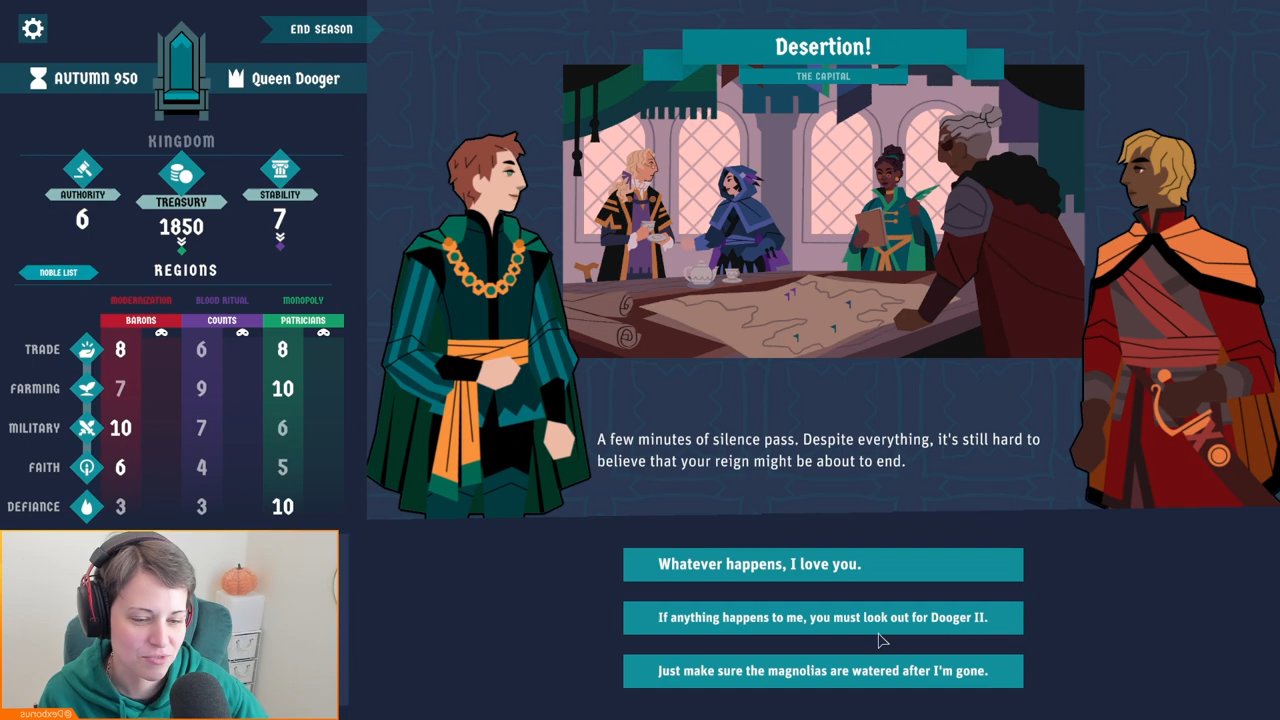 END SEASON
AUTUMN 950
Queen Dooger
KINGDOM
AUTHORITY
TREASURY
STABILITY
6
1850
7
NOBLE LIST
REGIONS
MODERNIZATION BLOOD RITUAL MONOPOLY
BARONS COUNTS PATRICIANS
TRADE 8 6 8
FARMING 7 9 10
MILITARY 10 7 6
FAITH 6 4 5
DEFIANCE 3 3 10
Desertion!
THE CAPITAL
A few minutes of silence pass. Despite everything, it's still hard to
believe that your reign might be about to end.
Whatever happens, I love you.
If anything happens to me, you must look out for Dooger II.
Just make sure the magnolias are watered after I'm gone.
@Dexbonus